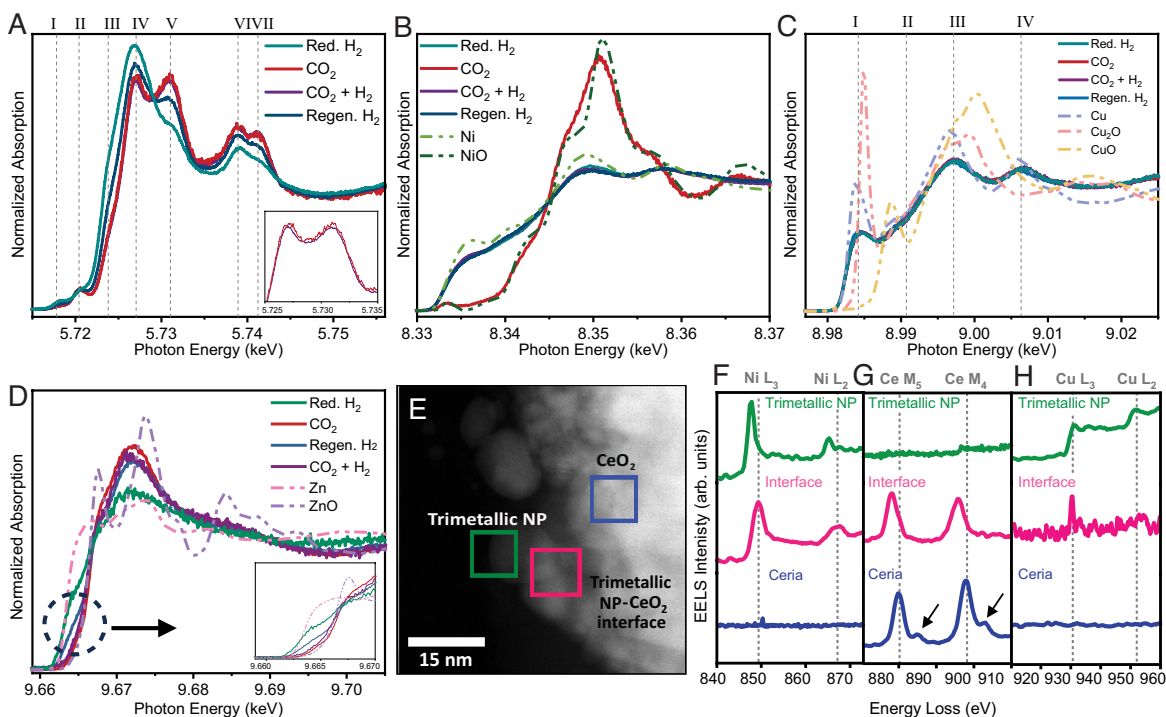 A
I II III IV V VI VII
Red. H₂
CO₂
CO₂ + H₂
Regen. H₂
5.725 5.730 5.735
5.72 5.73 5.74 5.75
Photon Energy (keV)
Normalized Absorption
B
Red. H₂
CO₂
CO₂ + H₂
Regen. H₂
Ni
NiO
8.33 8.34 8.35 8.36 8.37
Photon Energy (keV)
Normalized Absorption
C
I II III IV
Red. H₂
CO₂
CO₂ + H₂
Regen. H₂
Cu
Cu₂O
CuO
8.98 8.99 9.00 9.01 9.02
Photon Energy (keV)
Normalized Absorption
D
Red. H₂
CO₂
Regen. H₂
CO₂ + H₂
Zn
ZnO
9.660 9.665 9.670
9.66 9.67 9.68 9.69 9.70
Photon Energy (keV)
Normalized Absorption
E
CeO₂
Trimetallic NP
Trimetallic
NP-CeO₂
interface
15 nm
F
Ni L₃ Ni L₂
Trimetallic NP
Interface
Ceria
840 850 860 870
G
Ce M₅ Ce M₄
Trimetallic NP
Interface
Ceria
880 890 900 910
H
Cu L₃ Cu L₂
Trimetallic NP
Interface
Ceria
920 930 940 950 960
Energy Loss (eV)
EELS Intenisty (arb. units)